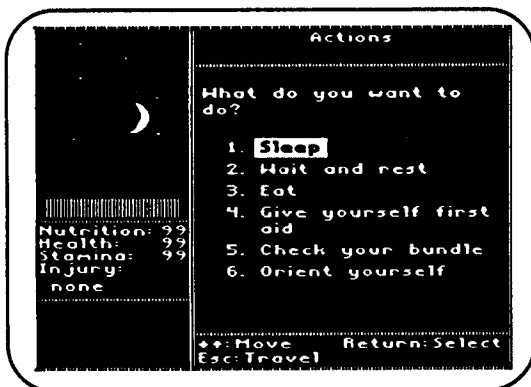 Actions
What do you want to
do?
1. Sleep
2. Wait and rest
3. Eat
4. Give yourself first
aid
5. Check your bundle
6. Orient yourself
Nutrition: 99
Health: 99
Stamina: 99
Injury:
none
: Move Return: Select
Esc: Travel